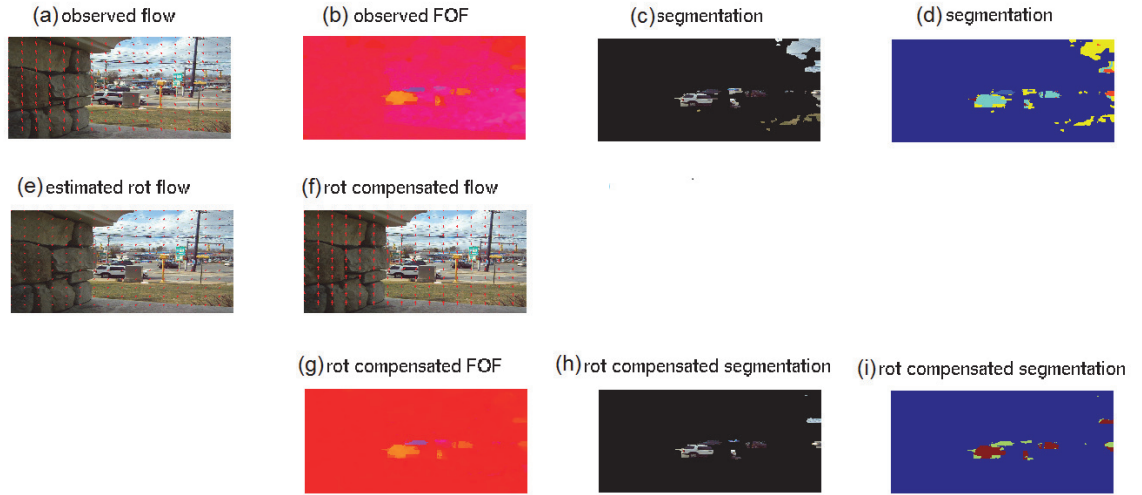 (a) observed flow
(b) observed FOF
(c) segmentation
(d) segmentation
(e) estimated rot flow
(f) rot compensated flow
(g) rot compensated FOF
(h) rot compensated segmentation
(i) rot compensated segmentation